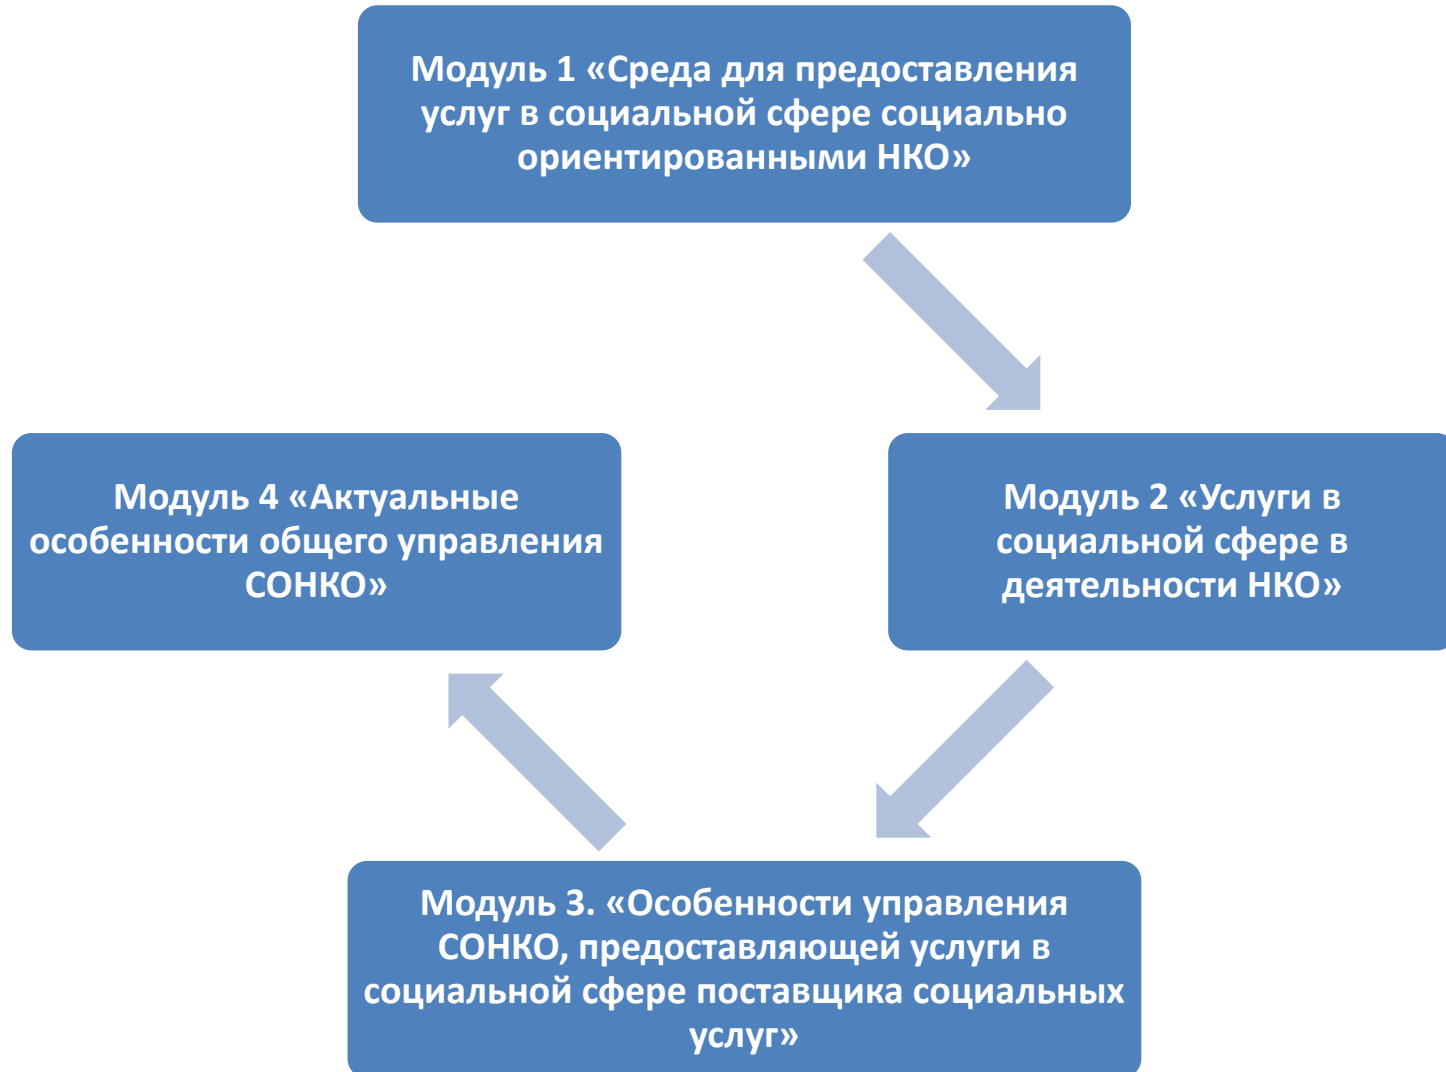 Модуль 1 «Среда для предоставления
услуг в социальной сфере социально
ориентированными НКО»
Модуль 2 «Услуги в
социальной сфере в
деятельности НКО»
Модуль 3. «Особенности управления
СОНКО, предоставляющей услуги в
социальной сфере поставщика социальных
услуг»
Модуль 4 «Актуальные
особенности общего управления
СОНКО»